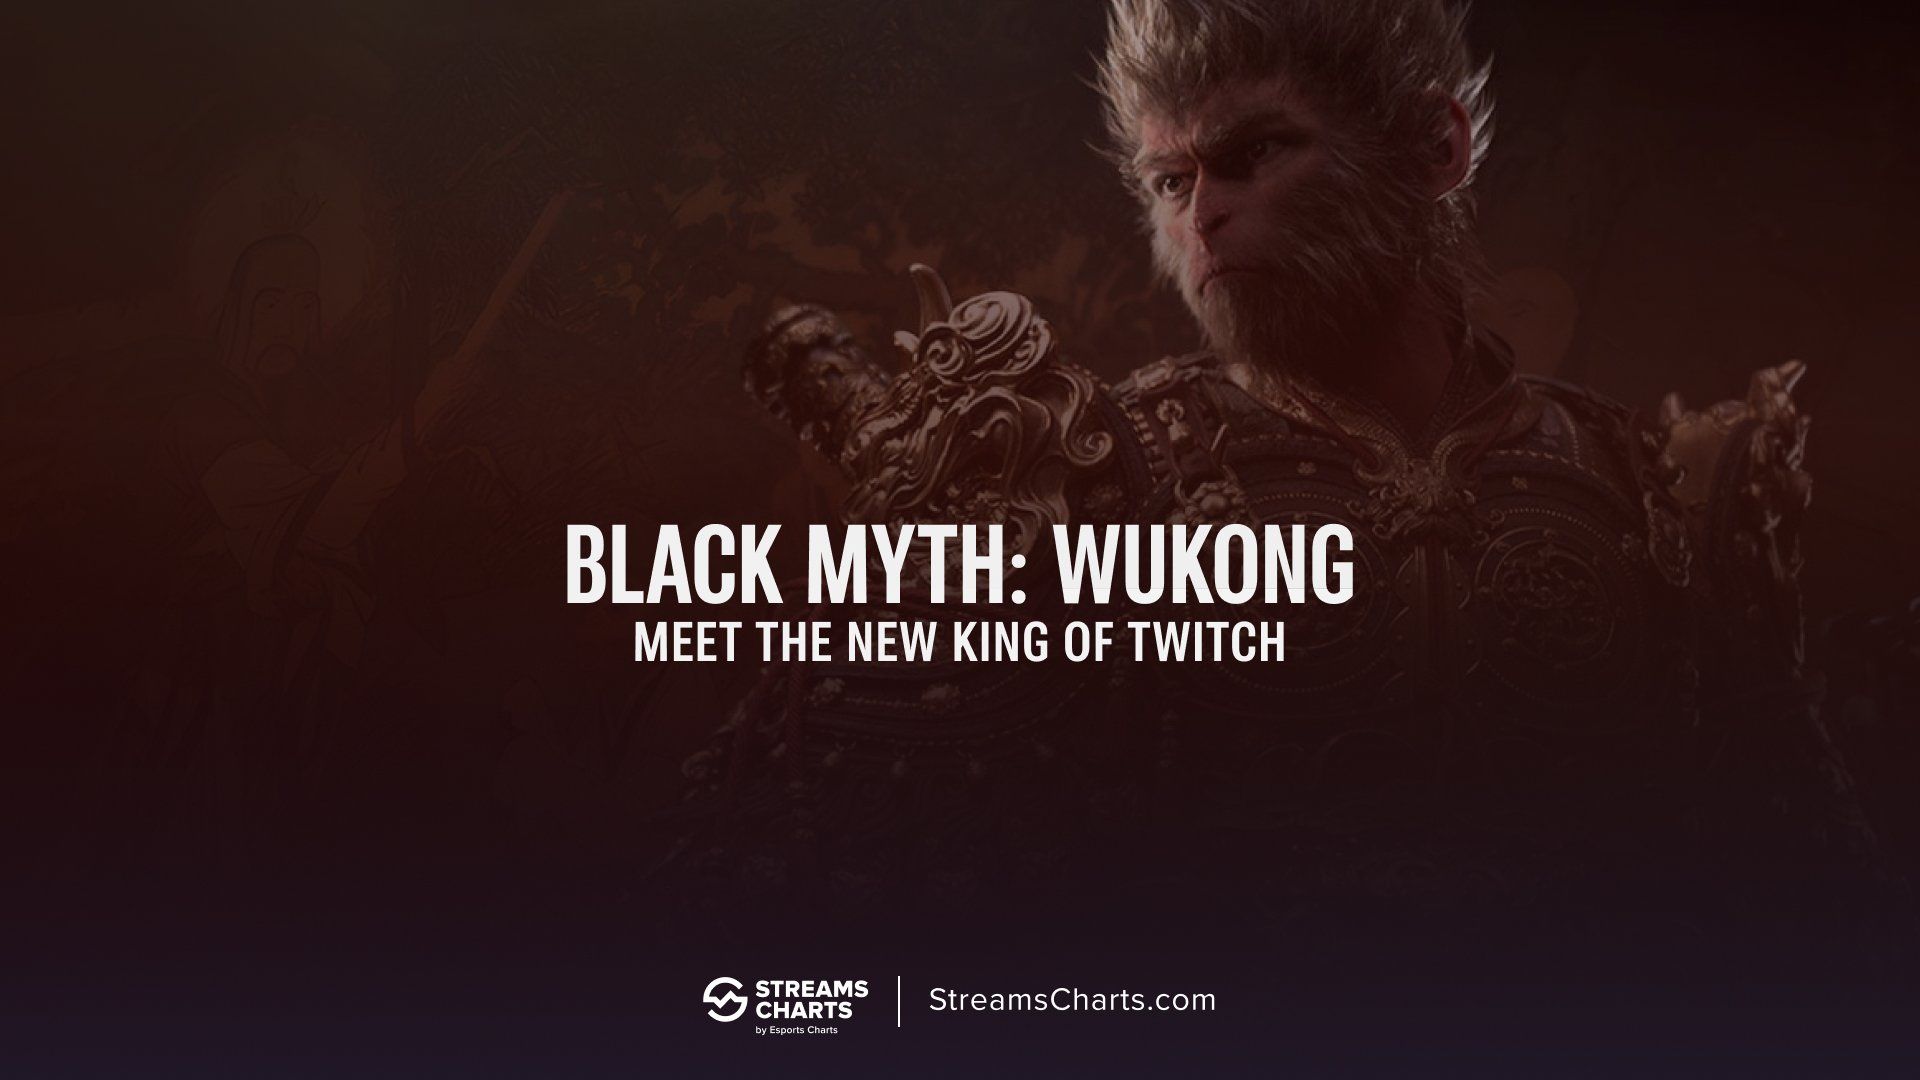 BLACK MYTH: WUKONG
MEET THE NEW KING OF TWITCH
STREAMS
CHARTS
by Esports Charts
StreamsCharts.com